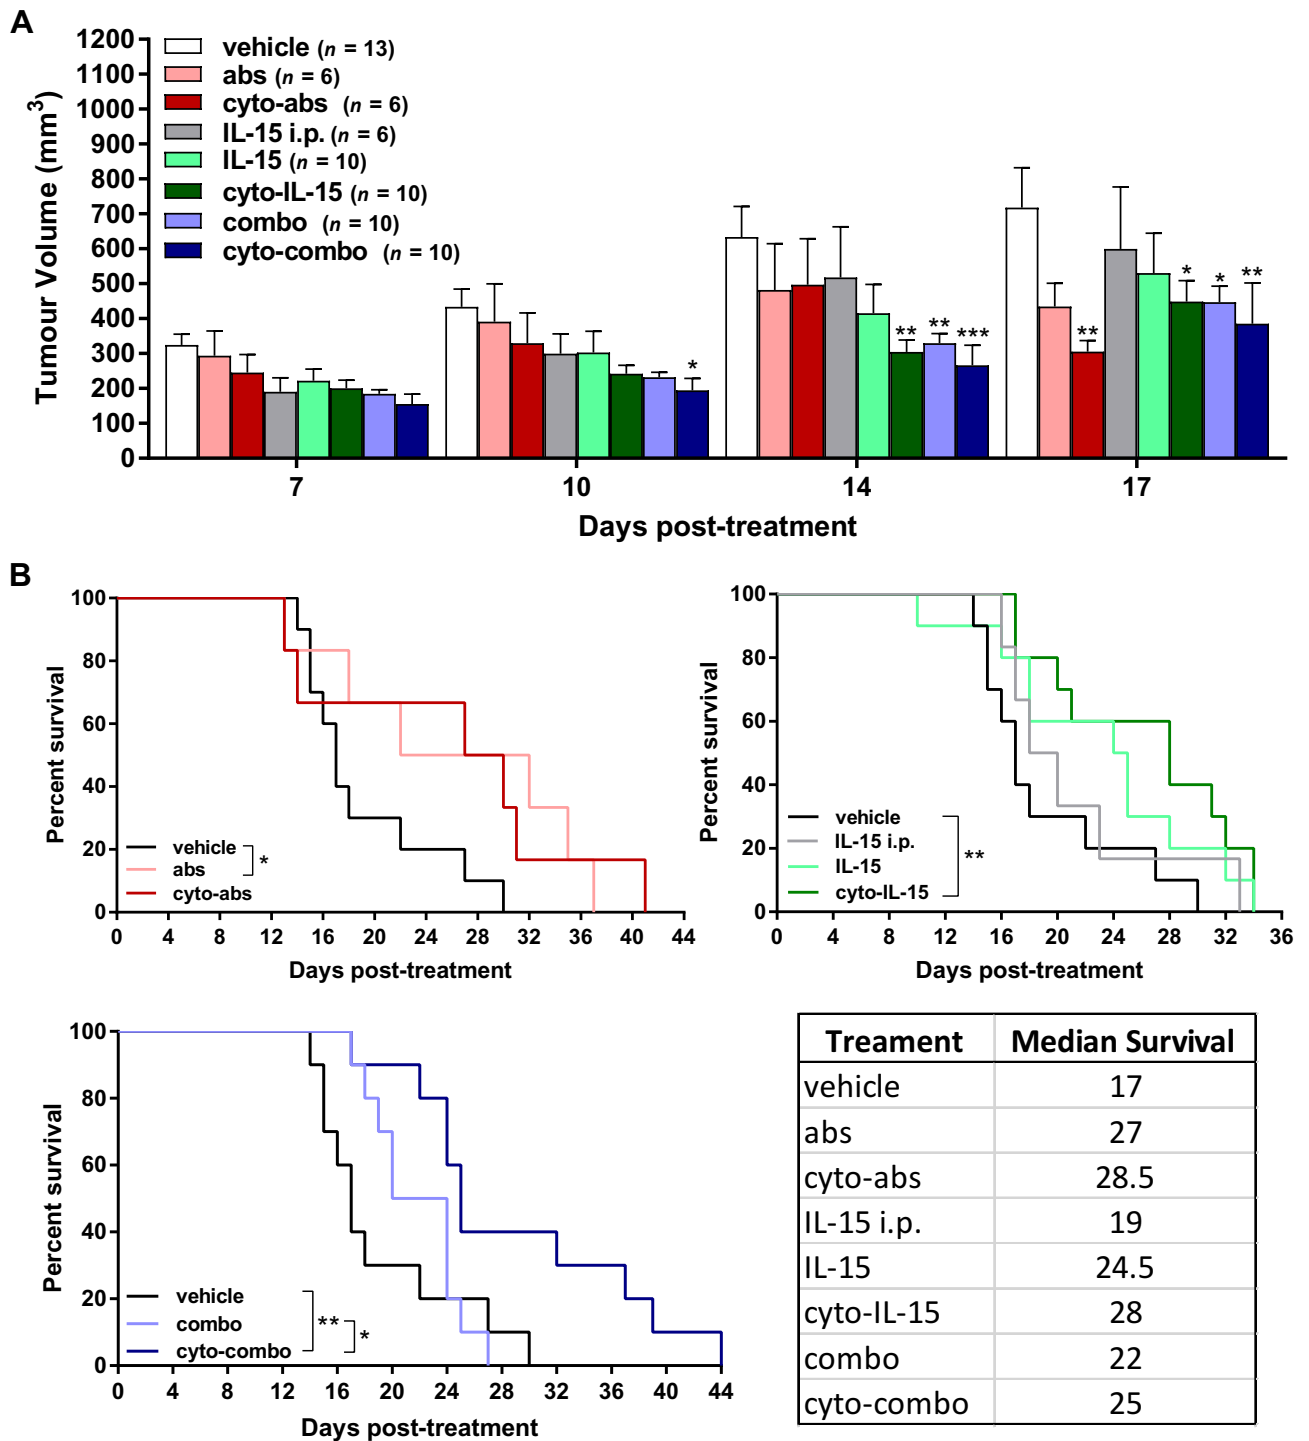 A
1200
1100
1000
900
800
700
600
500
400
300
200
100
0
Tumour Volume (mm³)
vehicle (n = 13)
abs (n = 6)
cyto-abs (n = 6)
IL-15 i.p. (n = 6)
IL-15 (n = 10)
cyto-IL-15 (n = 10)
combo (n = 10)
cyto-combo (n = 10)
*
** ** ***
** * * **
7 10 14 17
Days post-treatment
B
100
80
60
40
20
0
Percent survival
vehicle
abs
cyto-abs
*
0 4 8 12 16 20 24 28 32 36 40 44
Days post-treatment
100
80
60
40
20
0
Percent survival
vehicle
IL-15 i.p.
IL-15
cyto-IL-15
**
0 4 8 12 16 20 24 28 32 36
Days post-treatment
100
80
60
40
20
0
Percent survival
vehicle
combo
cyto-combo
** *
0 4 8 12 16 20 24 28 32 36 40 44
Days post-treatment
Treament Median Survival
vehicle 17
abs 27
cyto-abs 28.5
IL-15 i.p. 19
IL-15 24.5
cyto-IL-15 28
combo 22
cyto-combo 25